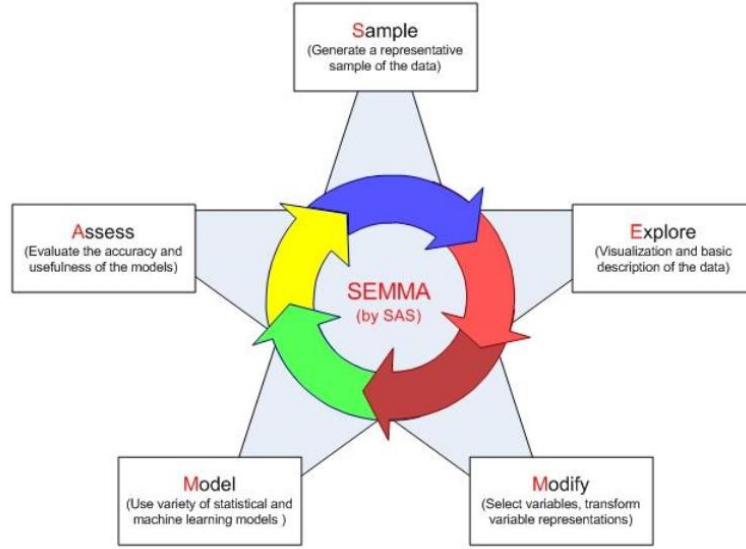 Sample
(Generate a representative
sample of the data)
Assess
(Evaluate the accuracy and
usefulness of the models)
Explore
(Visualization and basic
description of the data)
SEMMA
(by SAS)
Model
(Use variety of statistical and
machine learning models )
Modify
(Select variables, transform
variable representations)